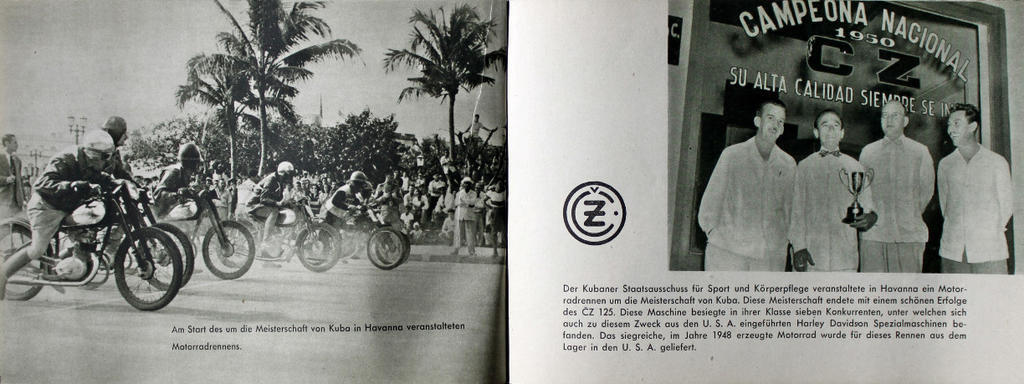 Am Start des um die Meisterschaft von Kuba in Havanna veranstalteten
Motorradrennens.
CAMPEONA NACIONAL
1950
CZ
SU ALTA CALIDAD SIEMPRE SE IM
SC.
ČZ
Der Kubaner Staatsausschuss für Sport und Körperpflege veranstaltete in Havanna ein Motor-
radrennen um die Meisterschaft von Kuba. Diese Meisterschaft endete mit einem schönen Erfolge
des ČZ 125. Diese Maschine besiegte in ihrer Klasse sieben Konkurrenten, unter welchen sich
auch zu diesem Zweck aus den U. S. A. eingeführten Harley Davidson Spezialmaschinen be-
fanden. Das siegreiche, im Jahre 1948 erzeugte Motorrad wurde für dieses Rennen aus dem
Lager in den U. S. A. geliefert.